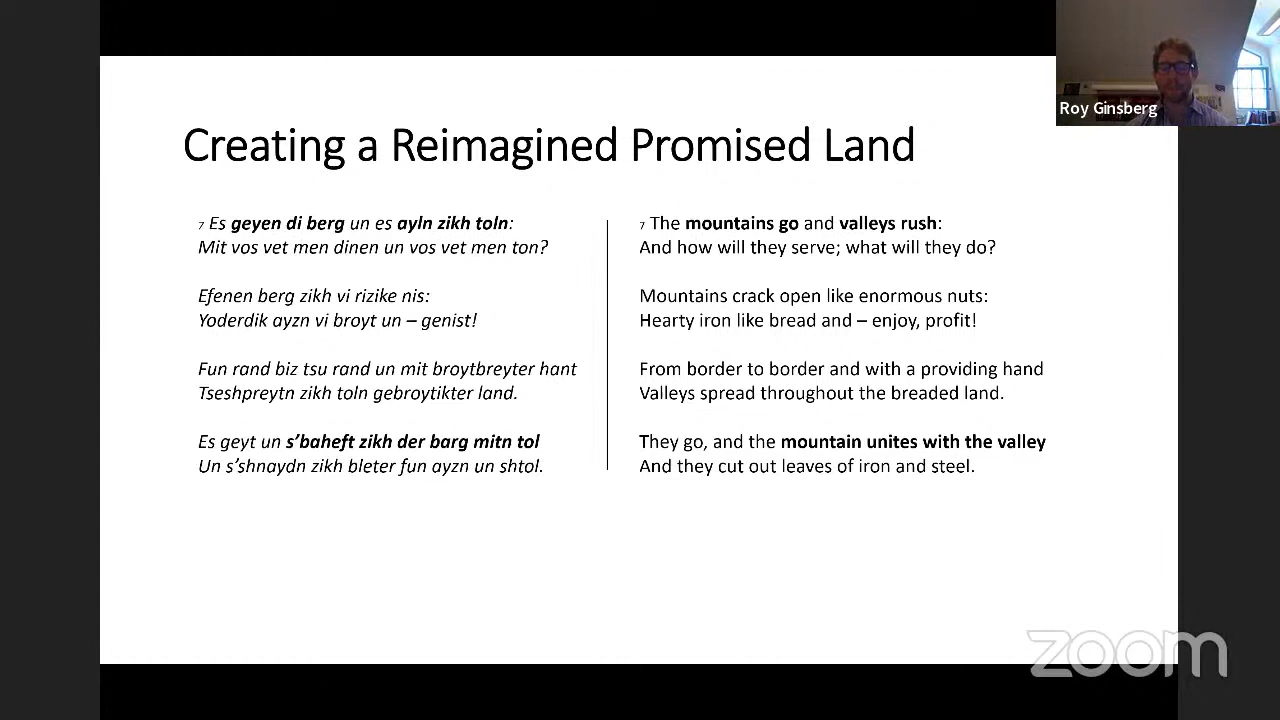 Roy Ginsberg
Creating a Reimagined Promised Land
7 Es geyen di berg un es ayln zikh toln:
Mit vos vet men dinen un vos vet men ton?
Efenen berg zikh vi rizike nis:
Yoderdik ayzn vi broyt un – genist!
Fun rand biz tsu rand un mit broytbreyter hant
Tseshpreytn zikh toln gebroytikter land.
Es geyt un s’baheft zikh der barg mitn tol
Un s’shnaydn zikh bleter fun ayzn un shtol.
7 The mountains go and valleys rush:
And how will they serve; what will they do?
Mountains crack open like enormous nuts:
Hearty iron like bread and – enjoy, profit!
From border to border and with a providing hand
Valleys spread throughout the breaded land.
They go, and the mountain unites with the valley
And they cut out leaves of iron and steel.
zoom